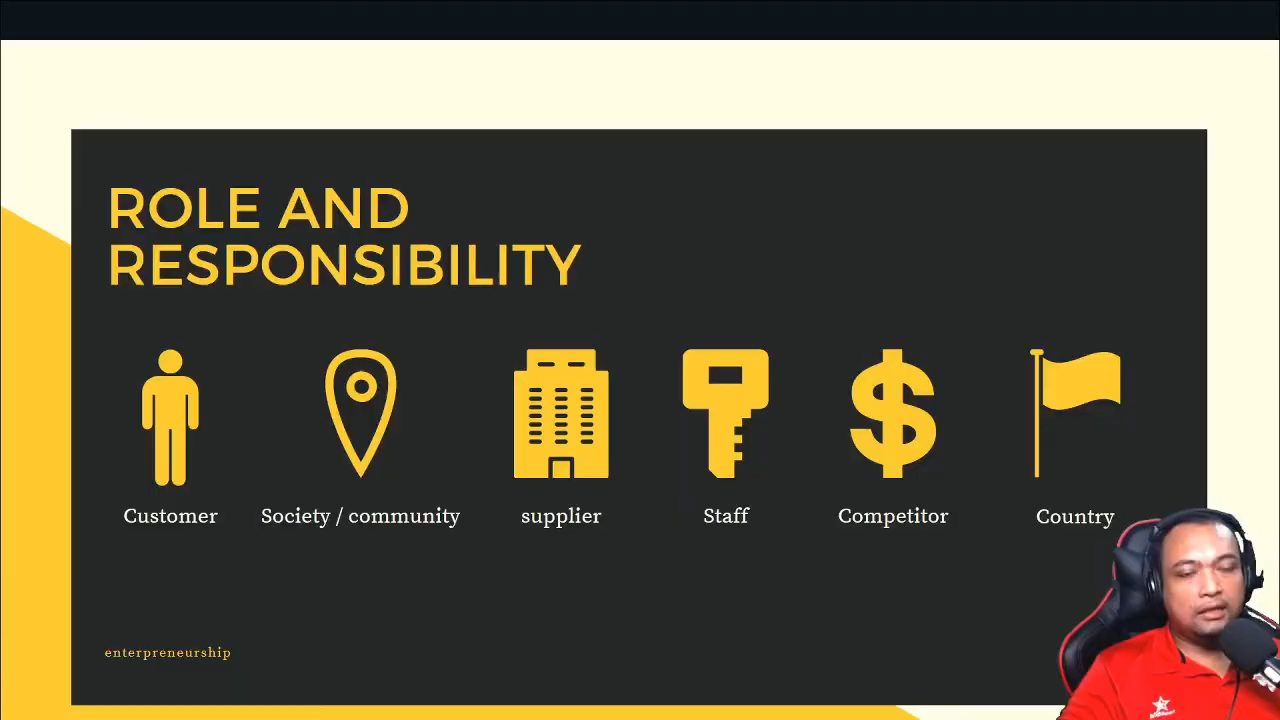 ROLE AND
RESPONSIBILITY
Customer
Society / community
supplier
Staff
Competitor
Country
enterpreneurship